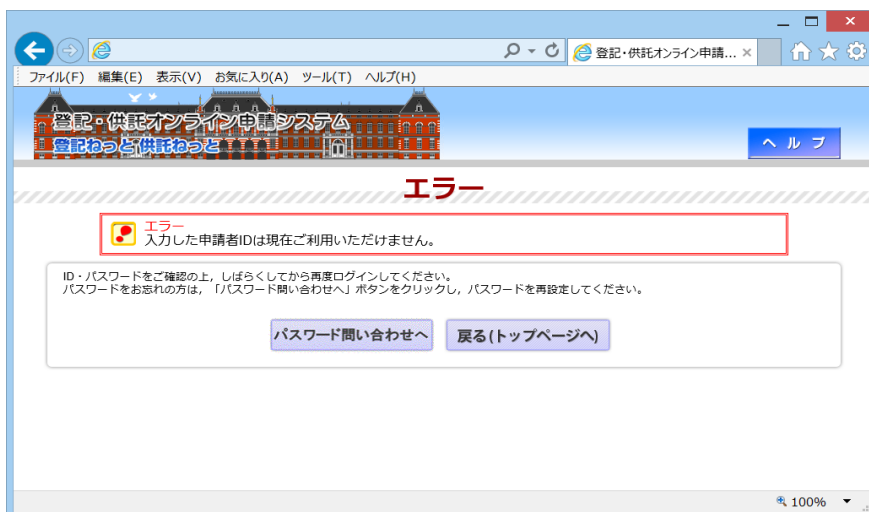 登記・供託オンライン申請...
ファイル(F) 編集(E) 表示(V) お気に入り(A) ツール(T) ヘルプ(H)
登記・供託オンライン申請システム
登記ねっと 供託ねっと
ヘルプ
エラー
エラー
入力した申請者IDは現在ご利用いただけません。
ID・パスワードをご確認の上，しばらくしてから再度ログインしてください。
パスワードをお忘れの方は，「パスワード問い合わせへ」ボタンをクリックし，パスワードを再設定してください。
パスワード問い合わせへ 戻る(トップページへ)
100%